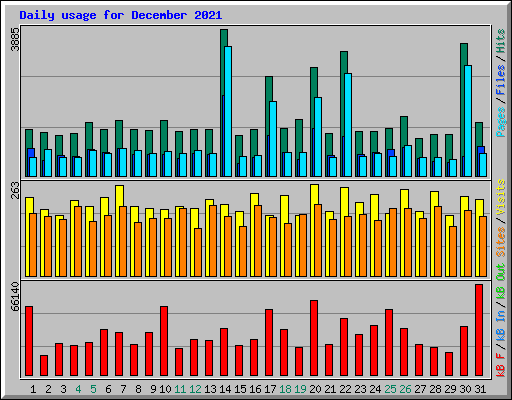 Daily usage for December 2021
3885
Pages / Files / Hits
263
Sites / Visits
66140
kB F / kB In / kB Out
1 2 3 4 5 6 7 8 9 10 11 12 13 14 15 16 17 18 19 20 21 22 23 24 25 26 27 28 29 30 31